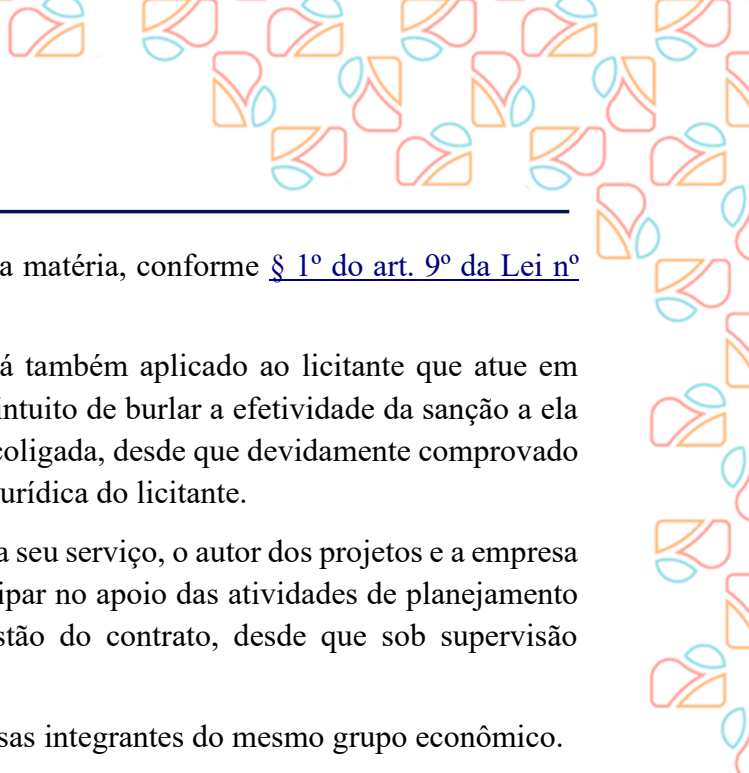 a matéria, conforme § 1º do art. 9º da Lei nº
á também aplicado ao licitante que atue em
intuito de burlar a efetividade da sanção a ela
coligada, desde que devidamente comprovado
urídica do licitante.
a seu serviço, o autor dos projetos e a empresa
ipar no apoio das atividades de planejamento
stão do contrato, desde que sob supervisão
sas integrantes do mesmo grupo econômico.